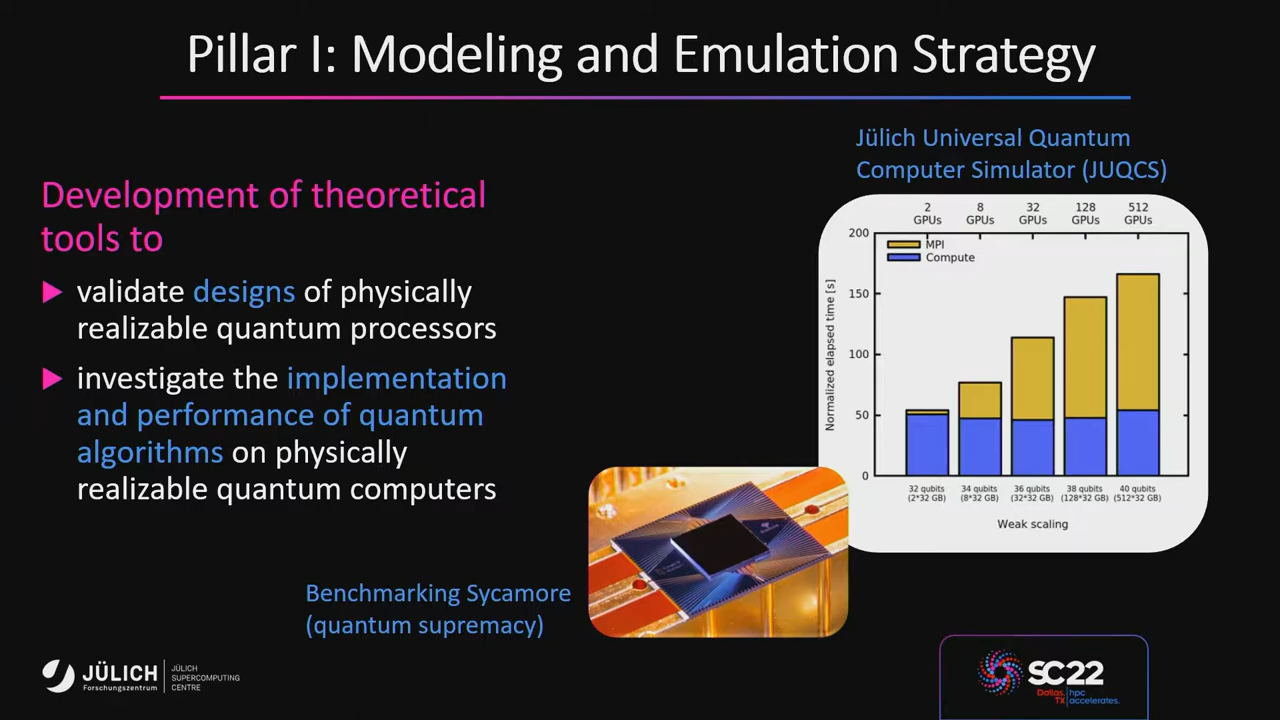 Pillar I: Modeling and Emulation Strategy
Jülich Universal Quantum
Computer Simulator (JUQCS)
Development of theoretical
tools to
validate designs of physically
realizable quantum processors
investigate the implementation
and performance of quantum
algorithms on physically
realizable quantum computers
2 8 32 128 512
GPUs GPUs GPUs GPUs GPUs
200
MPI
Compute
150
100
50
0
Normalized elapsed time [s]
32 qubits 34 qubits 36 qubits 38 qubits 40 qubits
(2*32 GB) (8*32 GB) (32*32 GB) (128*32 GB) (512*32 GB)
Weak scaling
Benchmarking Sycamore
(quantum supremacy)
JÜLICH
Forschungszentrum
JÜLICH
SUPERCOMPUTING
CENTRE
SC22
Dallas, hpc
TX accelerates.